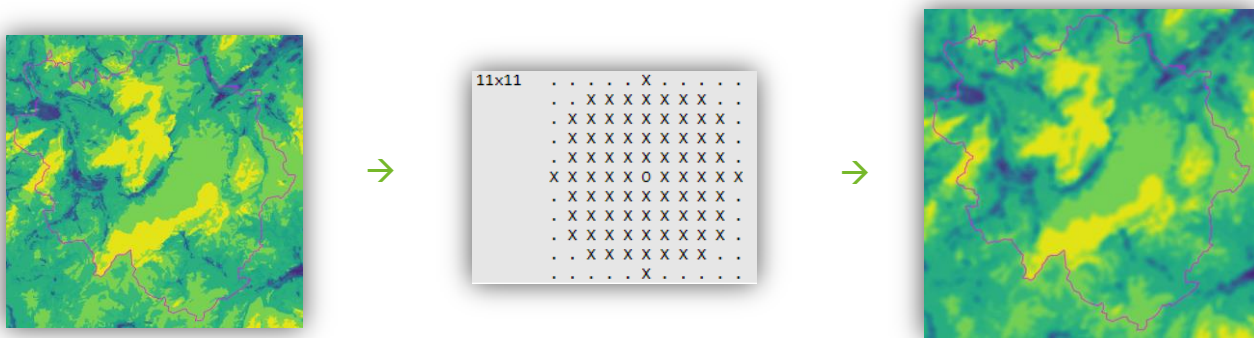 11x11 . . . . . X . . . . .
. . X X X X X X X . .
. X X X X X X X X X .
. X X X X X X X X X .
. X X X X X X X X X .
X X X X X O X X X X X
. X X X X X X X X X .
. X X X X X X X X X .
. X X X X X X X X X .
. . X X X X X X X . .
. . . . . X . . . . .